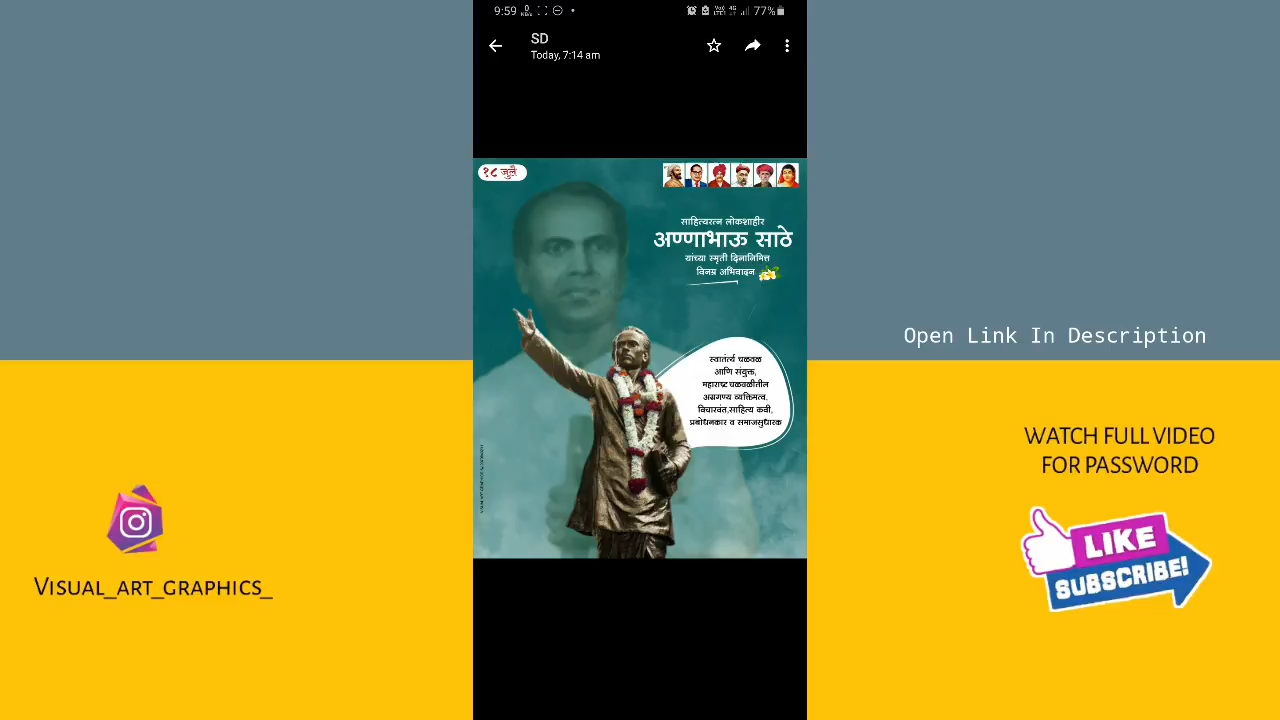 9:59
77%
SD
Today, 7:14 am
१८ जुलै
साहित्यरत्न लोकशाहीर
अण्णाभाऊ साठे
यांच्या स्मृती दिनानिमित्त
विनम्र अभिवादन
स्वातंत्र्य चळवळ
आणि संयुक्त,
महाराष्ट्र चळवळीतील
अग्रगण्य व्यक्तिमत्व,
विचारवंत,साहित्य कवी,
प्रबोधनकार व समाजसुधारक
Open Link In Description
WATCH FULL VIDEO
FOR PASSWORD
LIKE
SUBSCRIBE!
VISUAL_ART_GRAPHICS_